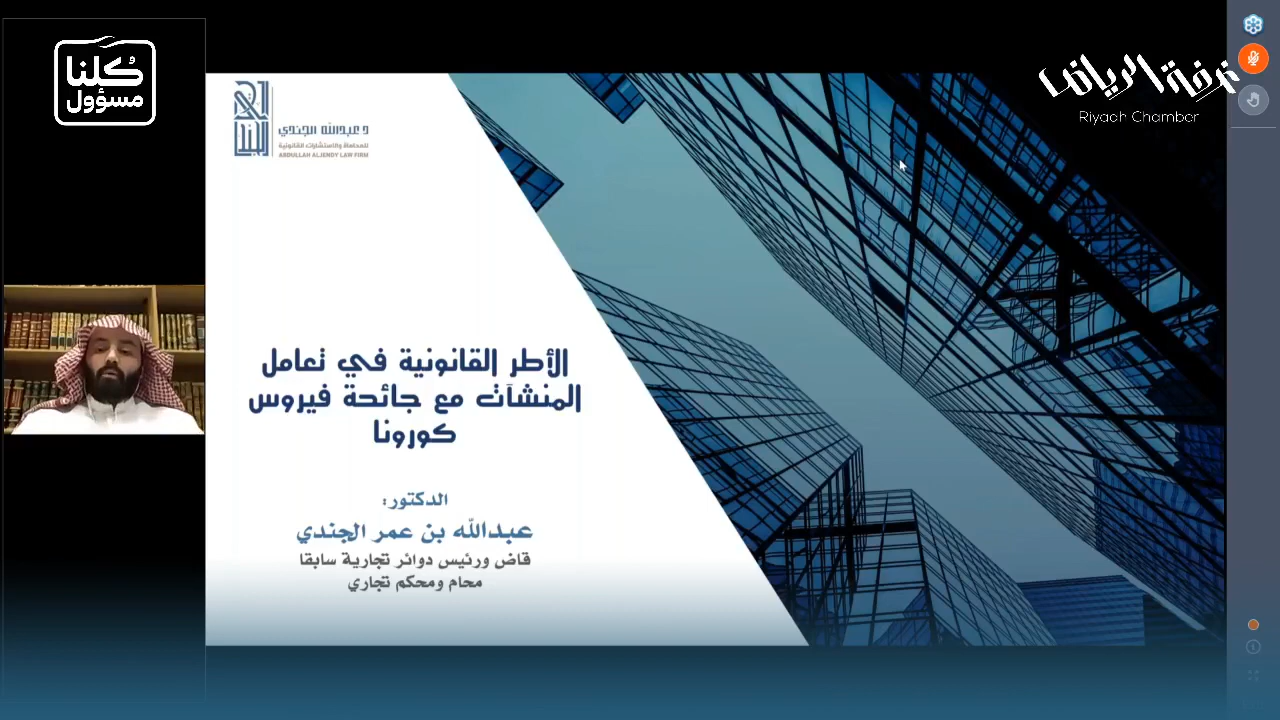 كُلنا
مسؤول
غرفة الرياض
Riyadh Chamber
د عبدالله الجندي
للمحاماة والاستشارات القانونية
ABDULLAH ALJENDY LAW FIRM
الأطر القانونية في تعامل
المنشآت مع جائحة فيروس
كورونا
الدكتور:
عبدالله بن عمر الجندي
قاض ورئيس دوائر تجارية سابقا
محام ومحكم تجاري